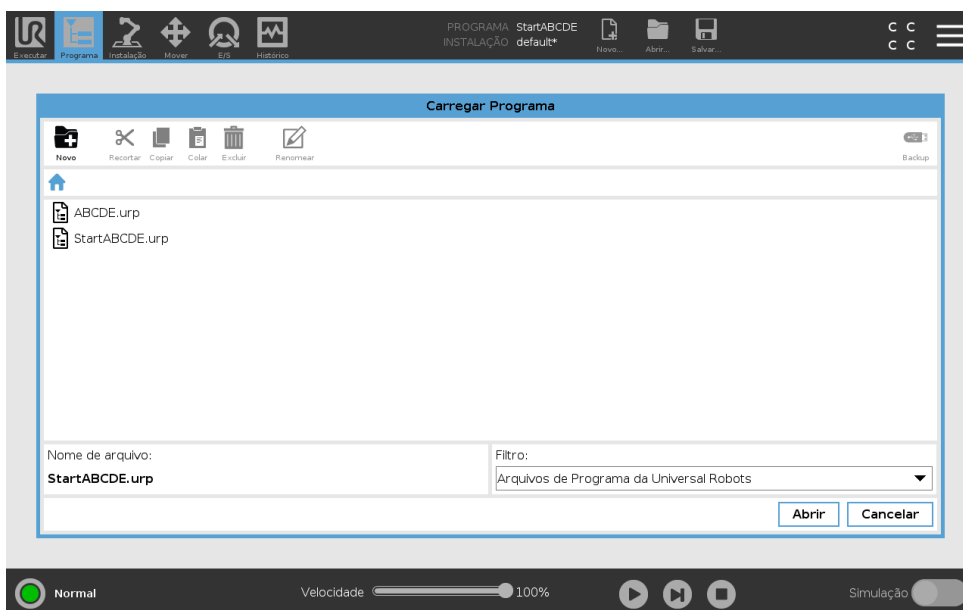 PROGRAMA StartABCDE
INSTALAÇÃO default*
C C
C C
Executar Programa Instalação Mover E/S Histórico Novo... Abrir... Salvar...
Carregar Programa
Novo Recortar Copiar Colar Excluir Renomear Backup
ABCDE.urp
StartABCDE.urp
Nome de arquivo: Filtro:
StartABCDE.urp Arquivos de Programa da Universal Robots
Abrir Cancelar
Normal Velocidade 100% Simulação